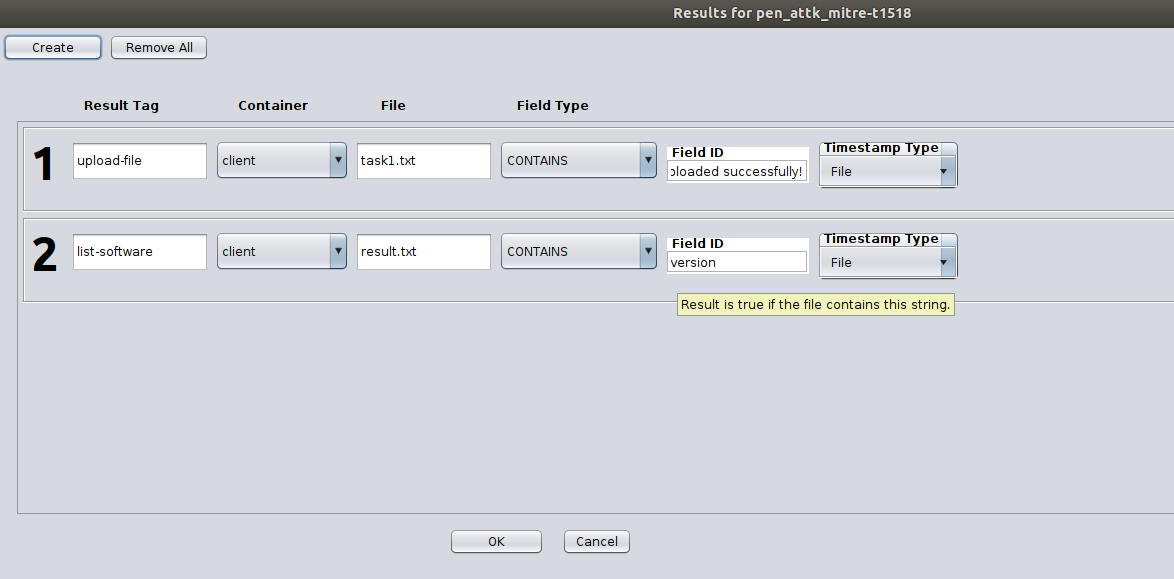 Results for pen_attk_mitre-t1518
Create Remove All
Result Tag Container File Field Type
1 upload-file client task1.txt CONTAINS Field ID successfully! Timestamp Type File
2 list-software client result.txt CONTAINS Field ID version Timestamp Type File
Result is true if the file contains this string.
OK Cancel